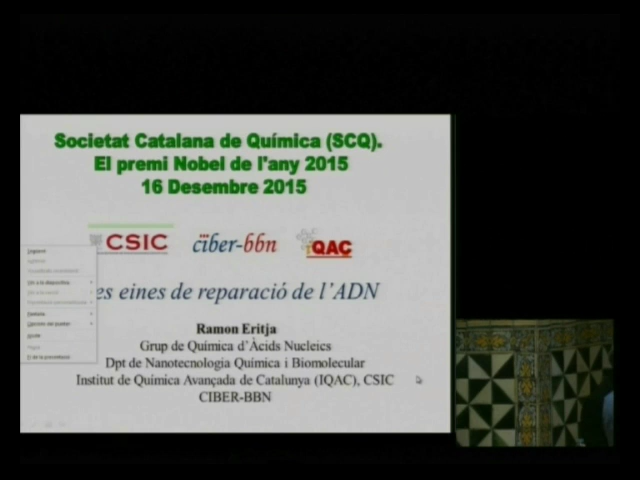 Societat Catalana de Química (SCQ).
El premi Nobel de l'any 2015
16 Desembre 2015
CSIC ciber-bbn iQAC
es eines de reparació de l'ADN
Ramon Eritja
Grup de Química d'Àcids Nucleics
Dpt de Nanotecnologia Química i Biomolecular
Institut de Química Avançada de Catalunya (IQAC), CSIC
CIBER-BBN